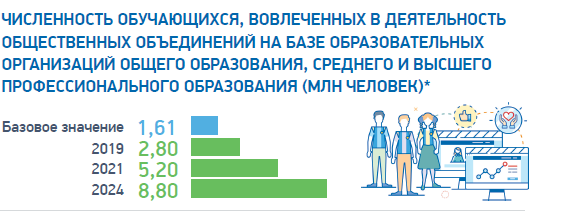 ЧИСЛЕННОСТЬ ОБУЧАЮЩИХСЯ, ВОВЛЕЧЕННЫХ В ДЕЯТЕЛЬНОСТЬ
ОБЩЕСТВЕННЫХ ОБЪЕДИНЕНИЙ НА БАЗЕ ОБРАЗОВАТЕЛЬНЫХ
ОРГАНИЗАЦИЙ ОБЩЕГО ОБРАЗОВАНИЯ, СРЕДНЕГО И ВЫСШЕГО
ПРОФЕССИОНАЛЬНОГО ОБРАЗОВАНИЯ (МЛН ЧЕЛОВЕК)*
Базовое значение 1,61
2019 2,80
2021 5,20
2024 8,80